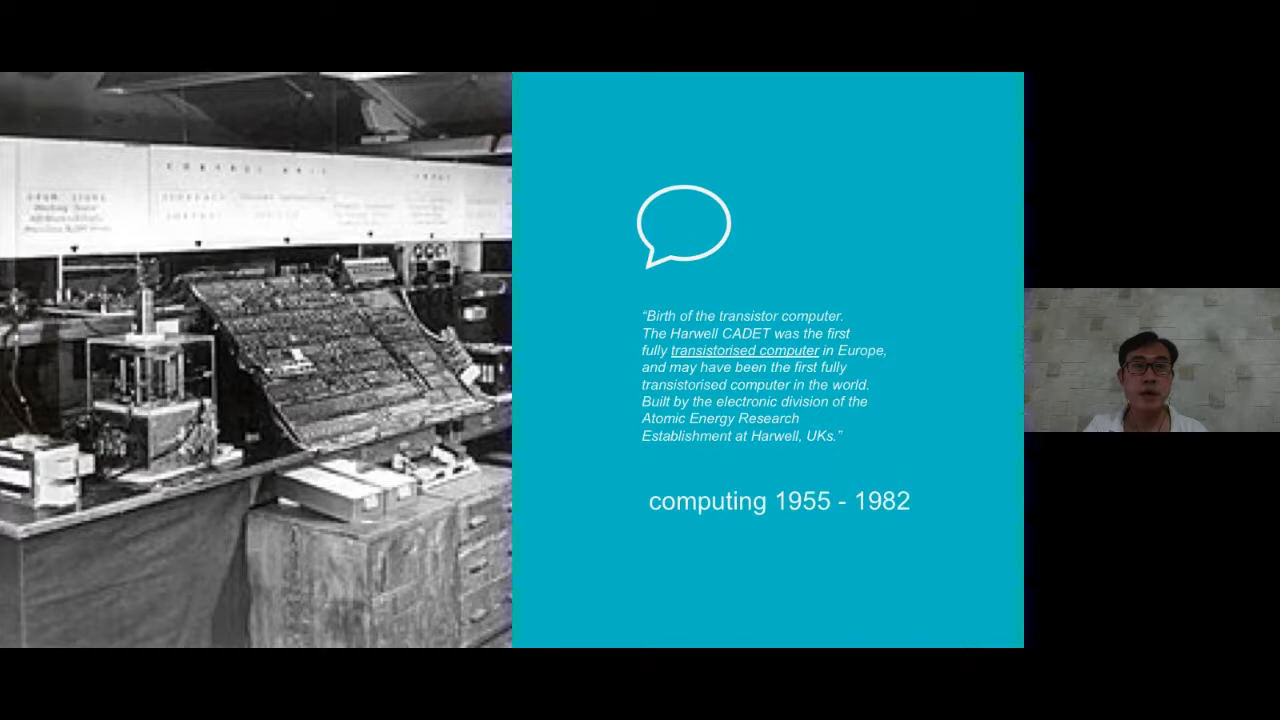 CONTROL UNIT
“Birth of the transistor computer.
The Harwell CADET was the first
fully transistorised computer in Europe,
and may have been the first fully
transistorised computer in the world.
Built by the electronic division of the
Atomic Energy Research
Establishment at Harwell, UKs.”
computing 1955 - 1982